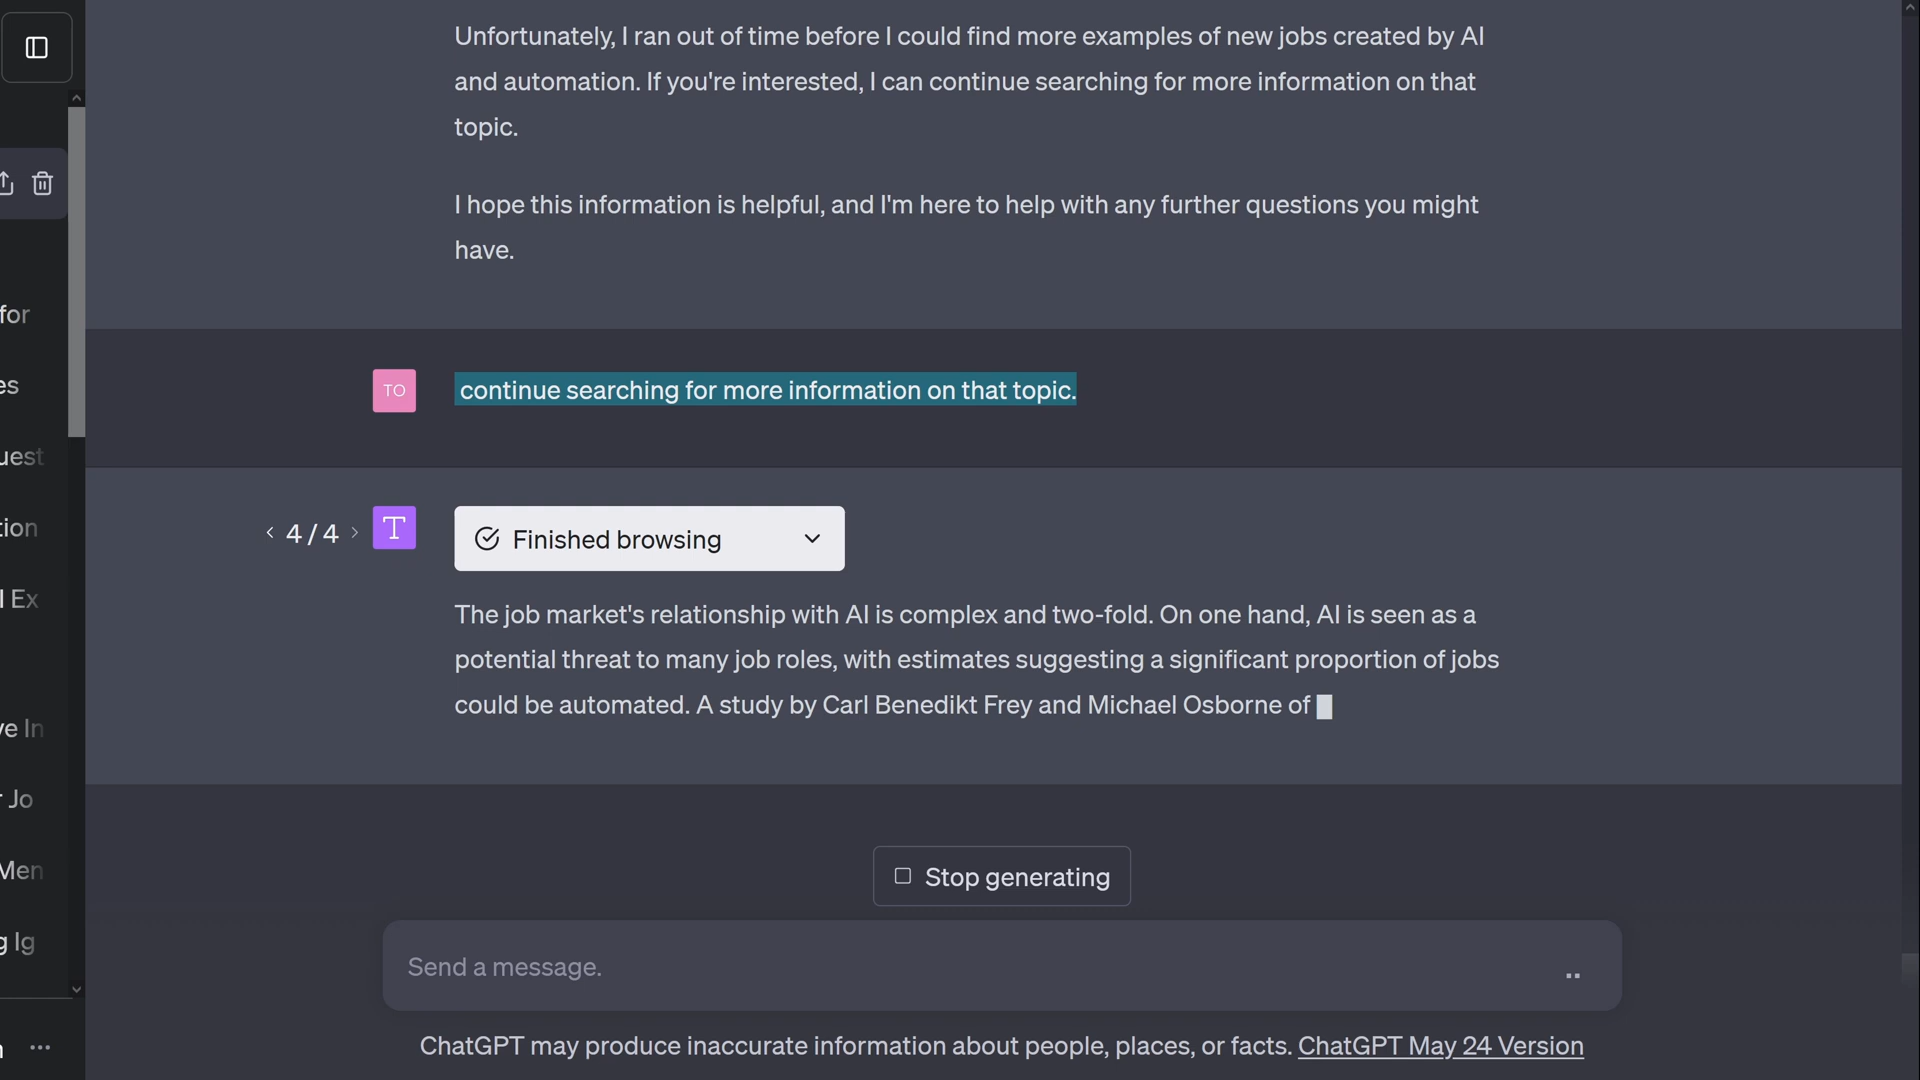 Unfortunately, I ran out of time before I could find more examples of new jobs created by AI
and automation. If you're interested, I can continue searching for more information on that
topic.
I hope this information is helpful, and I'm here to help with any further questions you might
have.
for
es
uest
tion
l Ex
ve In
r Jo
Men
g Ig
TO
continue searching for more information on that topic.
< 4 / 4 >
T
Finished browsing
The job market's relationship with AI is complex and two-fold. On one hand, AI is seen as a
potential threat to many job roles, with estimates suggesting a significant proportion of jobs
could be automated. A study by Carl Benedikt Frey and Michael Osborne of
Stop generating
Send a message.
ChatGPT may produce inaccurate information about people, places, or facts. ChatGPT May 24 Version